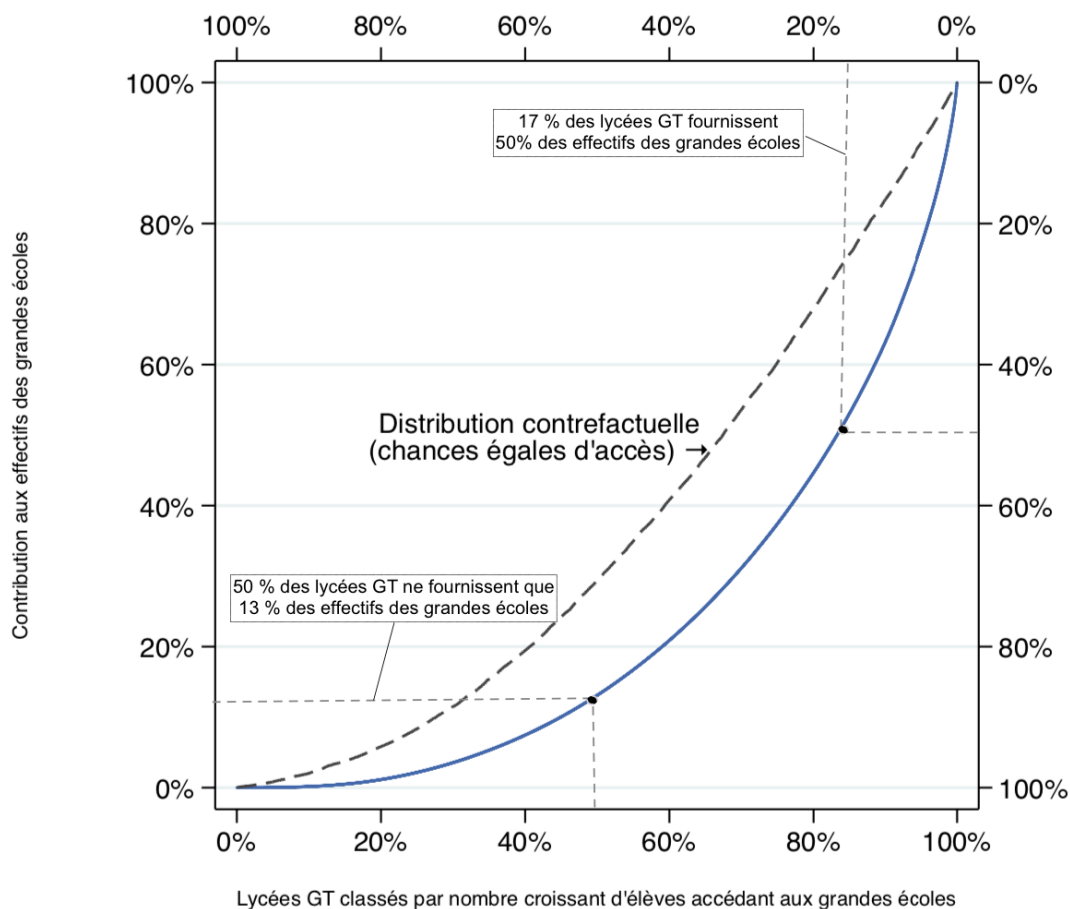 100% 80% 60% 40% 20% 0%
100% 0%
17 % des lycées GT fournissent
50% des effectifs des grandes écoles
80% 20%
60% 40%
Distribution contrefactuelle
(chances égales d'accès) →
40% 60%
50 % des lycées GT ne fournissent que
13 % des effectifs des grandes écoles
20% 80%
0% 100%
0% 20% 40% 60% 80% 100%
Contribution aux effectifs des grandes écoles
Lycées GT classés par nombre croissant d'élèves accédant aux grandes écoles